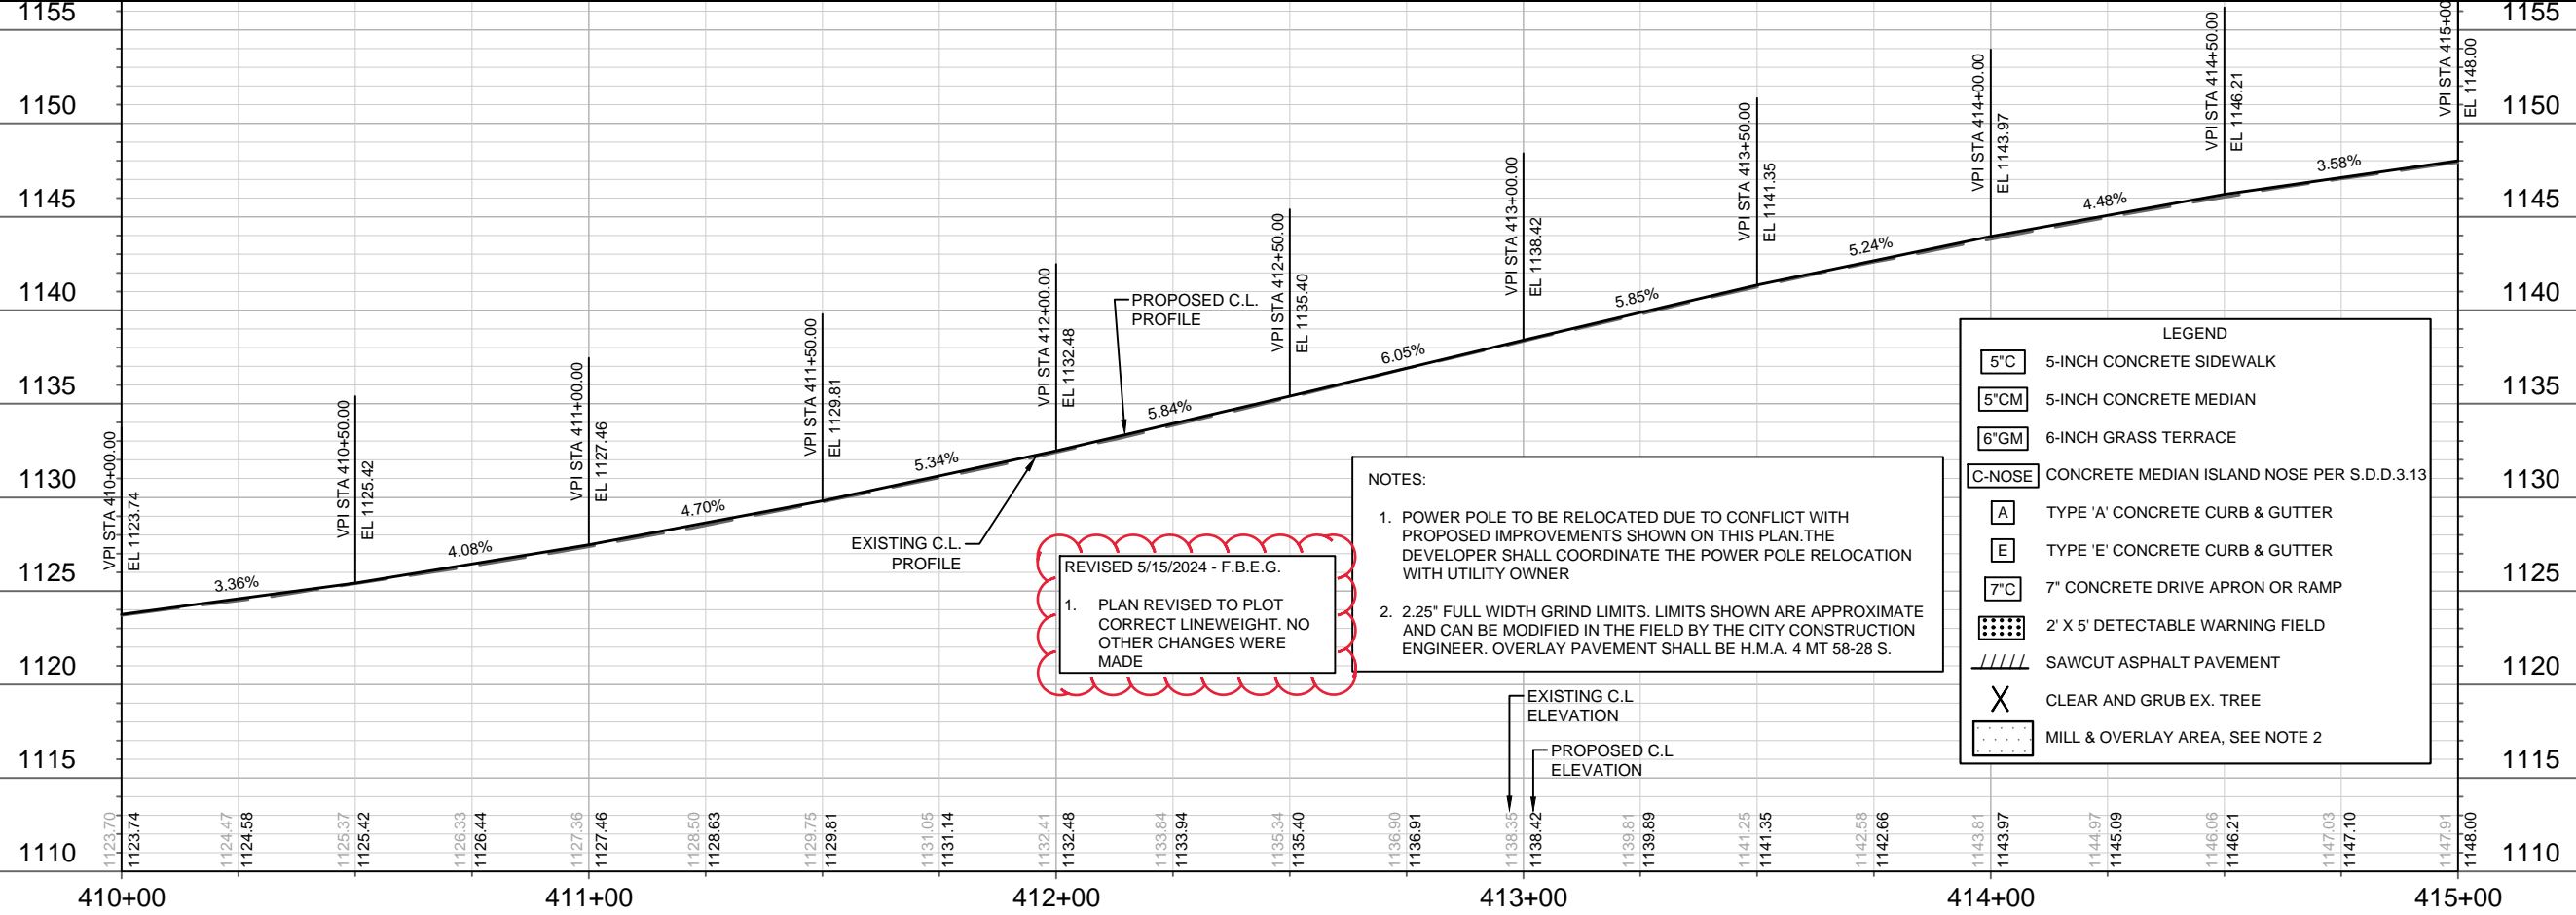 1155
1150
1145
1140
1135
1130
1125
1120
1115
1110
1155
1150
1145
1140
1135
1130
1125
1120
1115
1110
VPI STA 410+00.00
EL 1123.74
VPI STA 410+50.00
EL 1125.42
VPI STA 411+00.00
EL 1127.46
VPI STA 411+50.00
EL 1129.81
VPI STA 412+00.00
EL 1132.48
VPI STA 412+50.00
EL 1135.40
VPI STA 413+00.00
EL 1138.42
VPI STA 413+50.00
EL 1141.35
VPI STA 414+00.00
EL 1143.97
VPI STA 414+50.00
EL 1146.21
VPI STA 415+00
EL 1148.00
3.36%
4.08%
4.70%
5.34%
5.84%
6.05%
5.85%
5.24%
4.48%
3.58%
PROPOSED C.L.
PROFILE
EXISTING C.L.
PROFILE
REVISED 5/15/2024 - F.B.E.G.
1. PLAN REVISED TO PLOT
CORRECT LINEWEIGHT. NO
OTHER CHANGES WERE
MADE
NOTES:
1. POWER POLE TO BE RELOCATED DUE TO CONFLICT WITH
PROPOSED IMPROVEMENTS SHOWN ON THIS PLAN.THE
DEVELOPER SHALL COORDINATE THE POWER POLE RELOCATION
WITH UTILITY OWNER
2. 2.25" FULL WIDTH GRIND LIMITS. LIMITS SHOWN ARE APPROXIMATE
AND CAN BE MODIFIED IN THE FIELD BY THE CITY CONSTRUCTION
ENGINEER. OVERLAY PAVEMENT SHALL BE H.M.A. 4 MT 58-28 S.
LEGEND
5"C 5-INCH CONCRETE SIDEWALK
5"CM 5-INCH CONCRETE MEDIAN
6"GM 6-INCH GRASS TERRACE
C-NOSE CONCRETE MEDIAN ISLAND NOSE PER S.D.D.3.13
A TYPE 'A' CONCRETE CURB & GUTTER
E TYPE 'E' CONCRETE CURB & GUTTER
7"C 7" CONCRETE DRIVE APRON OR RAMP
2' X 5' DETECTABLE WARNING FIELD
SAWCUT ASPHALT PAVEMENT
CLEAR AND GRUB EX. TREE
MILL & OVERLAY AREA, SEE NOTE 2
EXISTING C.L
ELEVATION
PROPOSED C.L
ELEVATION
1123.70
1123.74
1124.47
1124.58
1125.37
1125.42
1126.33
1126.44
1127.36
1127.46
1128.50
1128.63
1129.75
1129.81
1131.05
1131.14
1132.41
1132.48
1133.84
1133.94
1135.34
1135.40
1136.90
1136.91
1138.35
1138.42
1139.81
1139.89
1141.25
1141.35
1142.58
1142.66
1143.81
1143.97
1144.97
1145.09
1146.06
1146.21
1147.03
1147.10
1147.91
1148.00
410+00
411+00
412+00
413+00
414+00
415+00